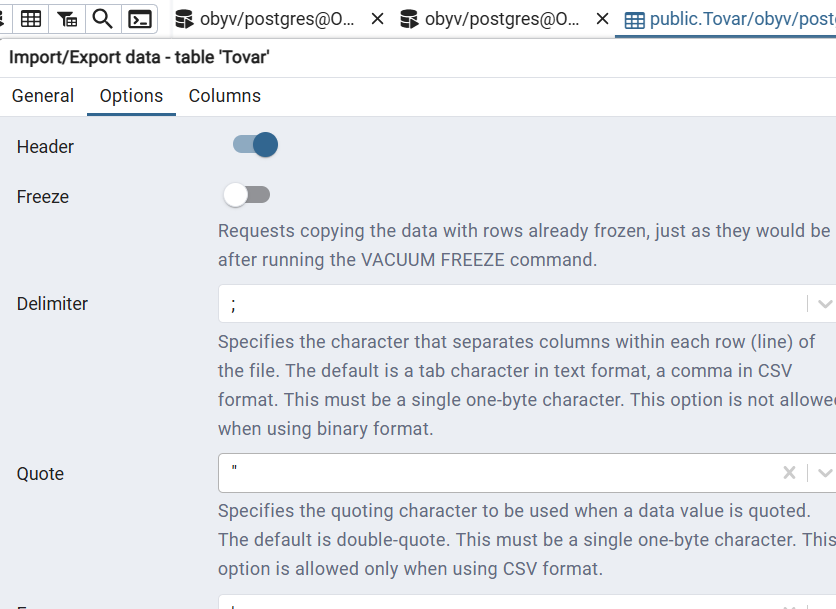 obyv/postgres@O...
obyv/postgres@O...
public.Tovar/obyv/post
Import/Export data - table 'Tovar'
General Options Columns
Header
Freeze
Requests copying the data with rows already frozen, just as they would be
after running the VACUUM FREEZE command.
Delimiter
;
Specifies the character that separates columns within each row (line) of
the file. The default is a tab character in text format, a comma in CSV
format. This must be a single one-byte character. This option is not allowe
when using binary format.
Quote
"
Specifies the quoting character to be used when a data value is quoted.
The default is double-quote. This must be a single one-byte character. This
option is allowed only when using CSV format.